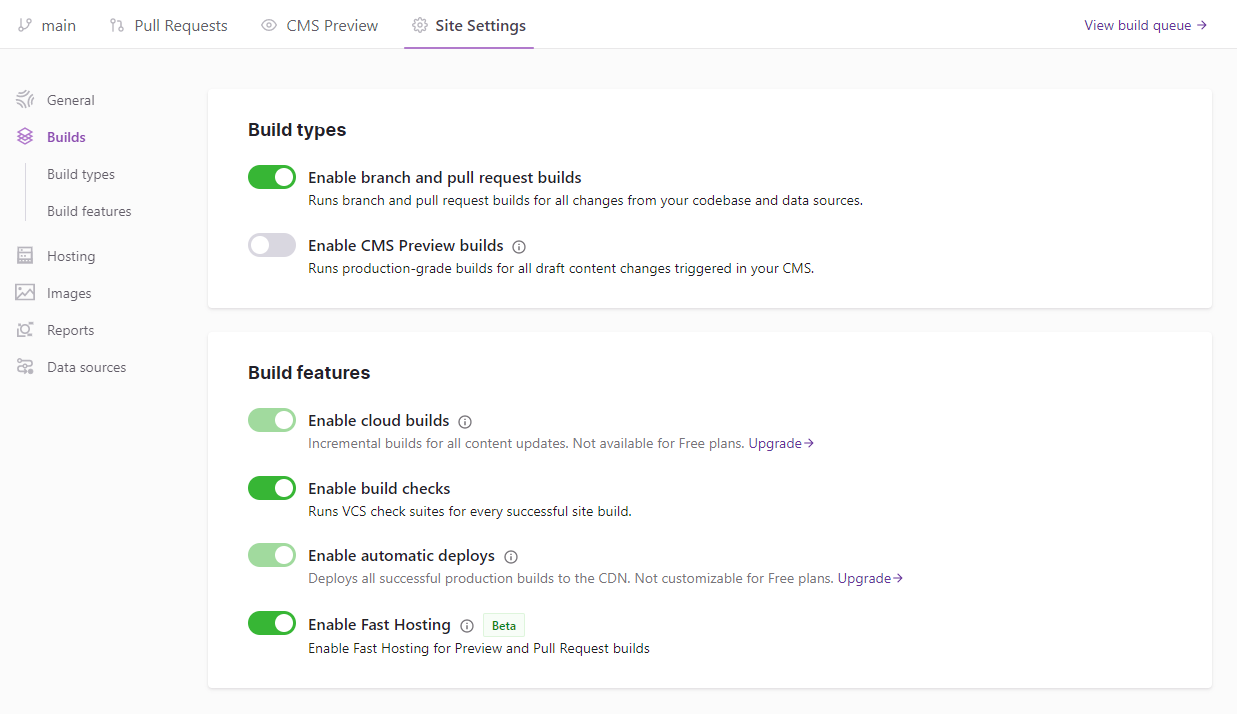 main
Pull Requests
CMS Preview
Site Settings
View build queue →
General
Builds
Build types
Build features
Hosting
Images
Reports
Data sources
Build types
Enable branch and pull request builds
Runs branch and pull request builds for all changes from your codebase and data sources.
Enable CMS Preview builds
Runs production-grade builds for all draft content changes triggered in your CMS.
Build features
Enable cloud builds
Incremental builds for all content updates. Not available for Free plans. Upgrade→
Enable build checks
Runs VCS check suites for every successful site build.
Enable automatic deploys
Deploys all successful production builds to the CDN. Not customizable for Free plans. Upgrade→
Enable Fast Hosting Beta
Enable Fast Hosting for Preview and Pull Request builds